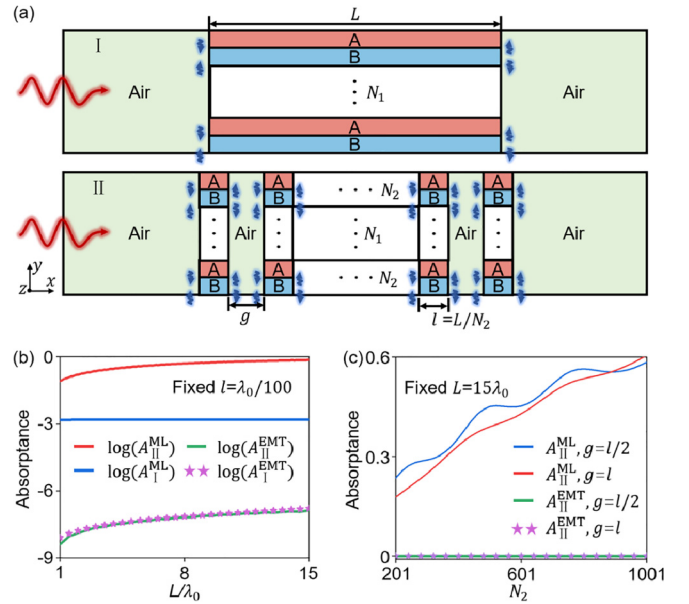 (a)
L
I
A
B
Air
⋮ N₁
Air
A
B
II
A A ⋯ N₂ A A
B B B B
Air ⋮ Air ⋮ ⋮ N₁ ⋮ Air ⋮ Air
A A ⋯ N₂ A A
B B B B
y
z x
g
l =L/N₂
(b)
(c)
0
-3
-6
-9
Absorptance
Fixed l=λ₀/100
log(A_II^ML) log(A_II^EMT)
log(A_I^ML) ★★ log(A_I^EMT)
1 8 15
L/λ₀
0.6
0.3
0
Absorptance
Fixed L=15λ₀
A_II^ML, g=l/2
A_II^ML, g=l
A_II^EMT, g=l/2
★★ A_II^EMT, g=l
201 601 1001
N₂